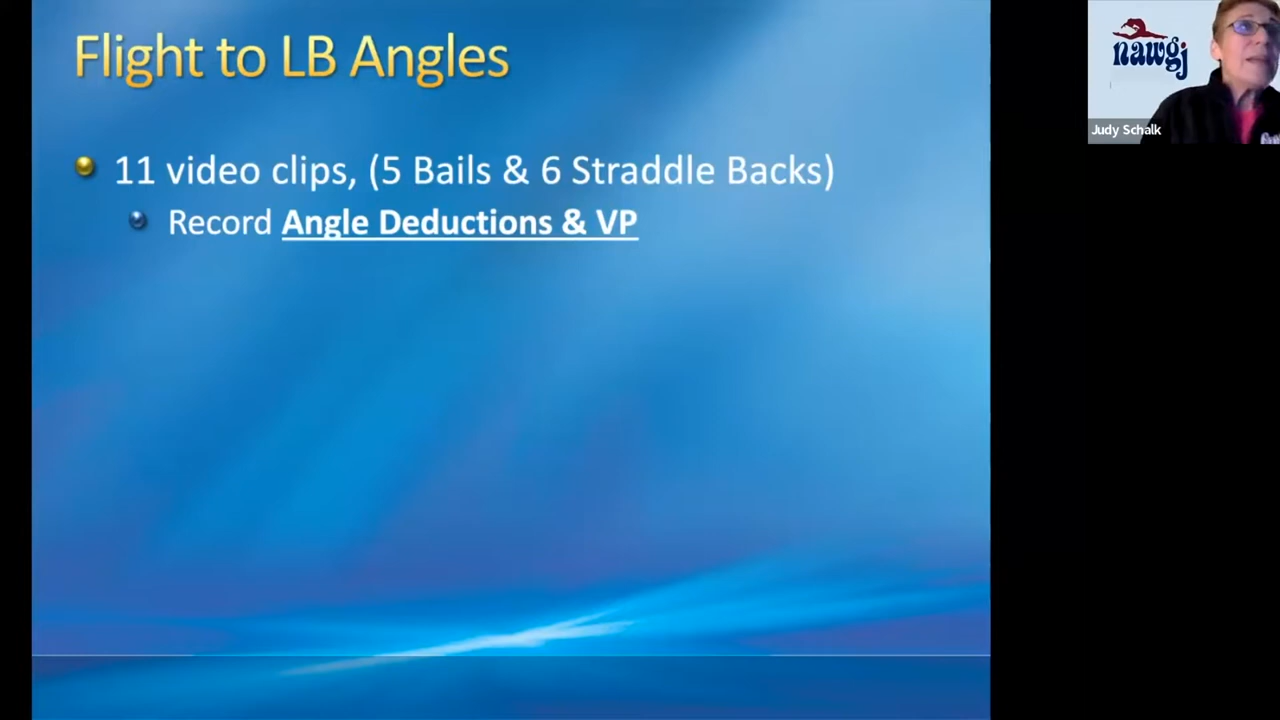 Flight to LB Angles
11 video clips, (5 Bails & 6 Straddle Backs)
Record Angle Deductions & VP
nawgj
Judy Schalk